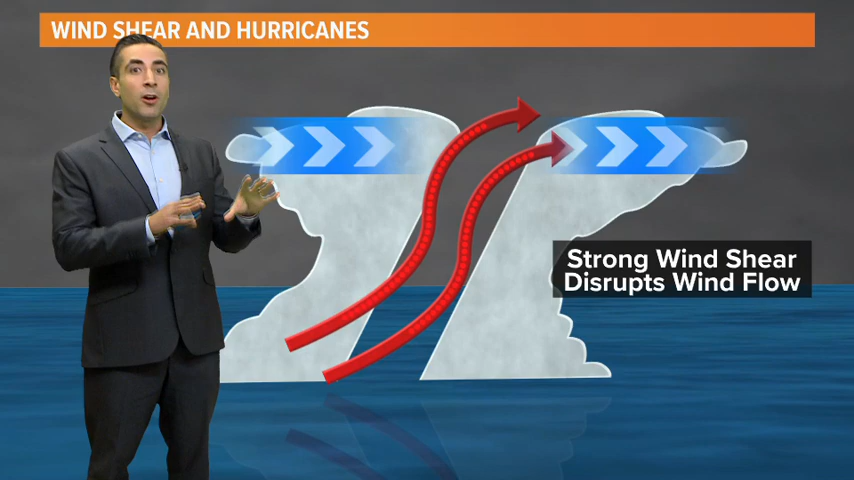 WIND SHEAR AND HURRICANES
Strong Wind Shear
Disrupts Wind Flow